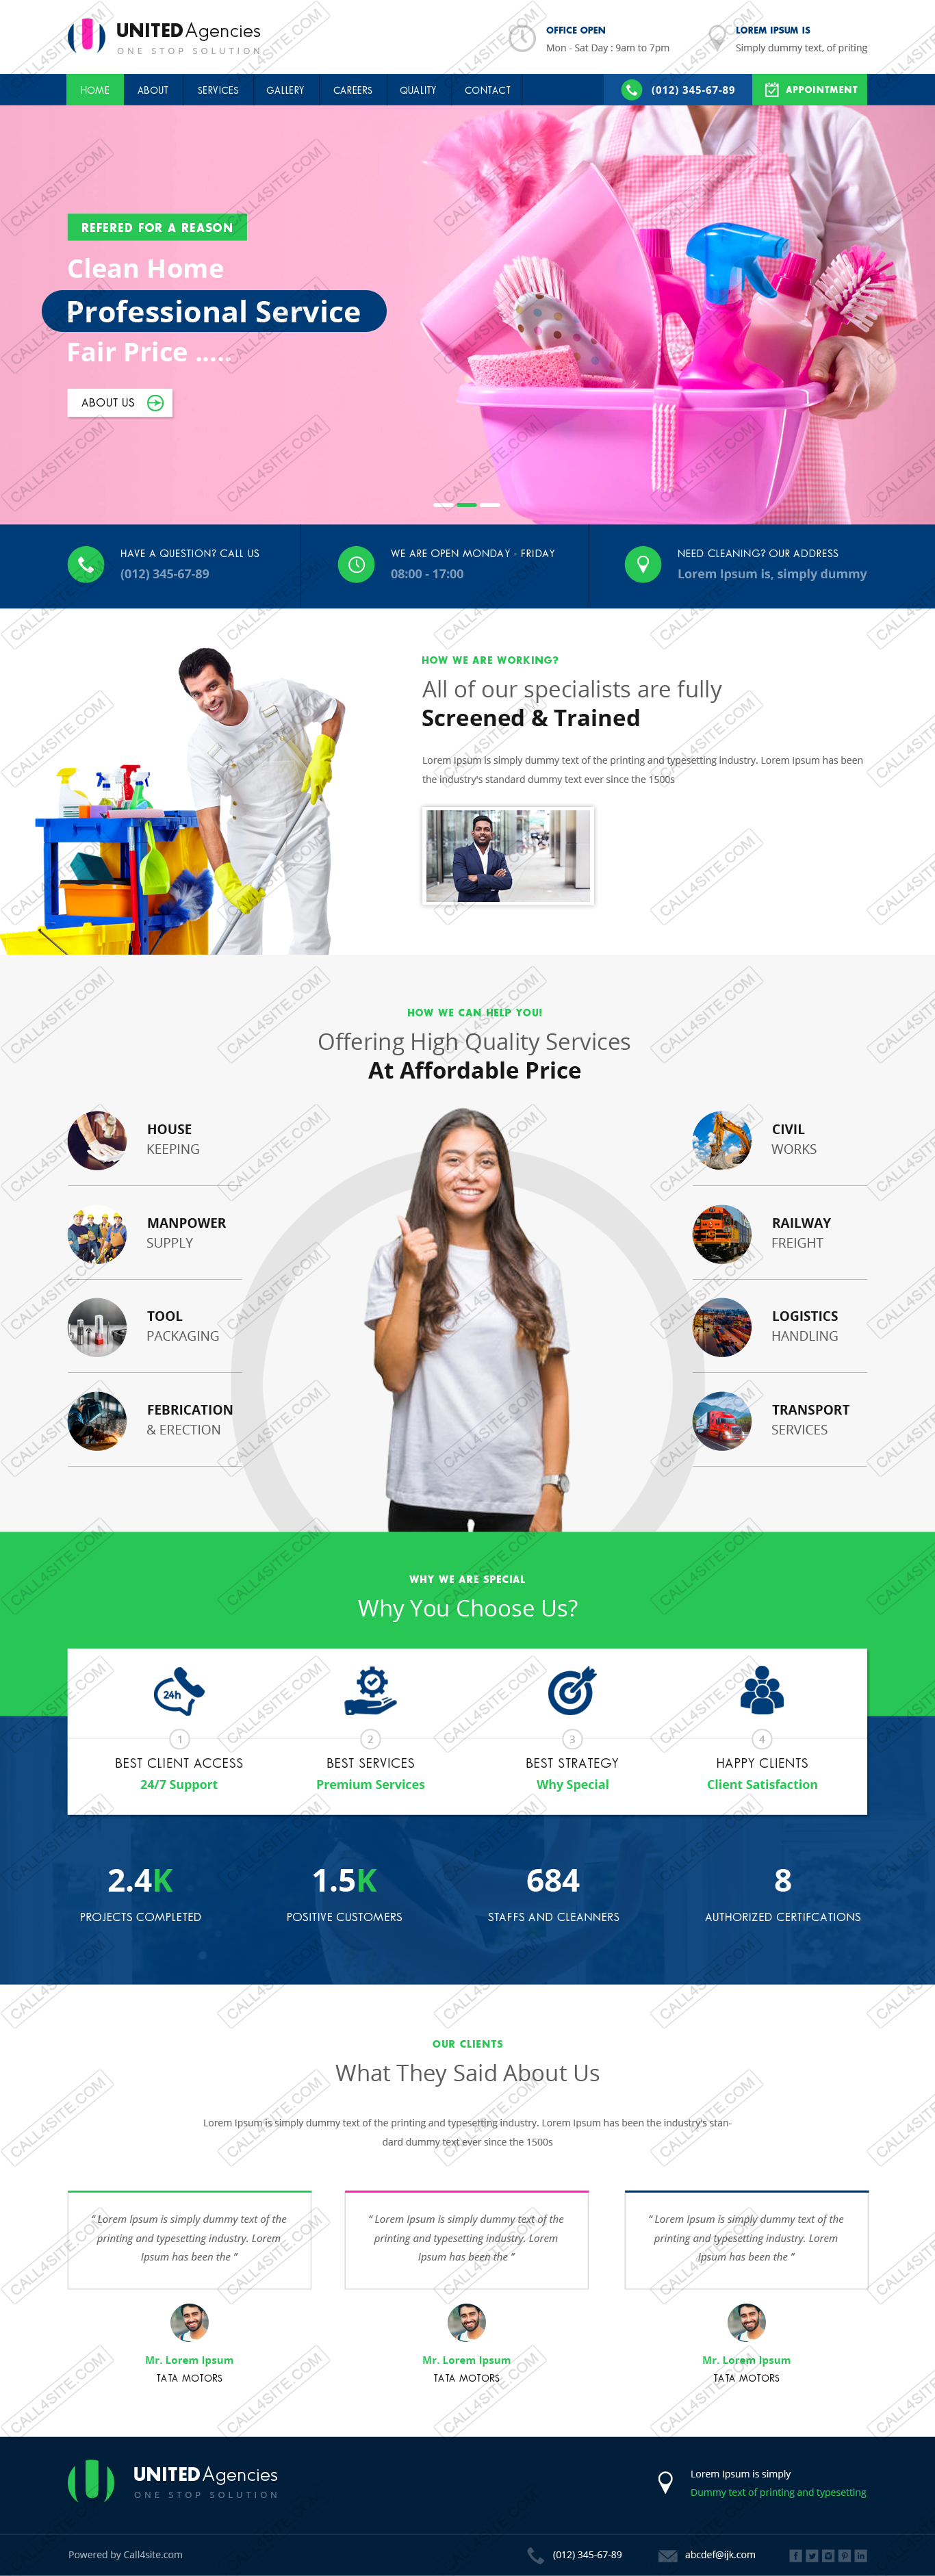 UNITED Agencies
ONE STOP SOLUTION
OFFICE OPEN
Mon - Sat Day : 9am to 7pm
LOREM IPSUM IS
Simply dummy text, of priting
HOME ABOUT SERVICES GALLERY CAREERS QUALITY CONTACT (012) 345-67-89 APPOINTMENT
REFERED FOR A REASON
Clean Home
Professional Service
Fair Price .....
ABOUT US
HAVE A QUESTION? CALL US
(012) 345-67-89
WE ARE OPEN MONDAY - FRIDAY
08:00 - 17:00
NEED CLEANING? OUR ADDRESS
Lorem Ipsum is, simply dummy
HOW WE ARE WORKING?
All of our specialists are fully
Screened & Trained
Lorem Ipsum is simply dummy text of the printing and typesetting industry. Lorem Ipsum has been
the industry's standard dummy text ever since the 1500s
HOW WE CAN HELP YOU!
Offering High Quality Services
At Affordable Price
HOUSE
KEEPING
MANPOWER
SUPPLY
TOOL
PACKAGING
FEBRICATION
& ERECTION
CIVIL
WORKS
RAILWAY
FREIGHT
LOGISTICS
HANDLING
TRANSPORT
SERVICES
WHY WE ARE SPECIAL
Why You Choose Us?
24h
1
BEST CLIENT ACCESS
24/7 Support
2
BEST SERVICES
Premium Services
3
BEST STRATEGY
Why Special
4
HAPPY CLIENTS
Client Satisfaction
2.4K
PROJECTS COMPLETED
1.5K
POSITIVE CUSTOMERS
684
STAFFS AND CLEANNERS
8
AUTHORIZED CERTIFCATIONS
OUR CLIENTS
What They Said About Us
Lorem Ipsum is simply dummy text of the printing and typesetting industry. Lorem Ipsum has been the industry's stan-
dard dummy text ever since the 1500s
“ Lorem Ipsum is simply dummy text of the
printing and typesetting industry. Lorem
Ipsum has been the ”
Mr. Lorem Ipsum
TATA MOTORS
“ Lorem Ipsum is simply dummy text of the
printing and typesetting industry. Lorem
Ipsum has been the ”
Mr. Lorem Ipsum
TATA MOTORS
“ Lorem Ipsum is simply dummy text of the
printing and typesetting industry. Lorem
Ipsum has been the ”
Mr. Lorem Ipsum
TATA MOTORS
UNITED Agencies
ONE STOP SOLUTION
Lorem Ipsum is simply
Dummy text of printing and typesetting
Powered by Call4site.com
(012) 345-67-89
abcdef@ijk.com
CALL4SITE.COM